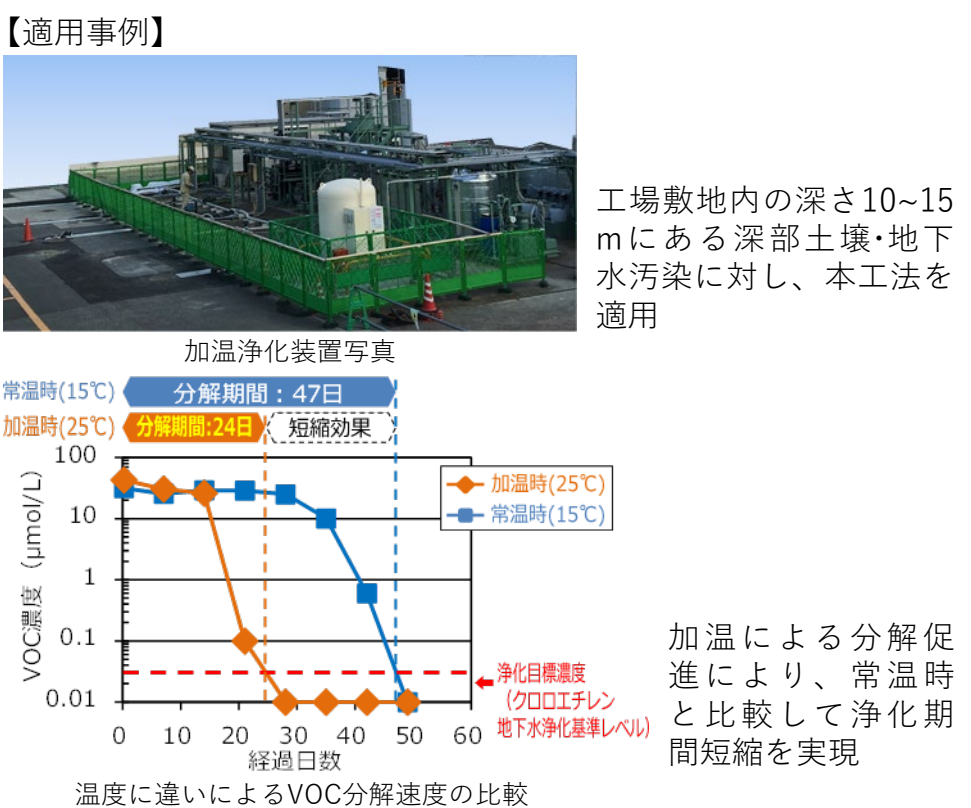 【適用事例】
工場敷地内の深さ10~15
mにある深部土壌・地下
水汚染に対し、本工法を
適用
加温浄化装置写真
常温時(15℃) 分解期間：47日
加温時(25℃) 分解期間:24日 短縮効果
VOC濃度（μmol/L）
100
10
1
0.1
0.01
加温時(25℃)
常温時(15℃)
浄化目標濃度
（クロロエチレン
地下水浄化基準レベル）
0 10 20 30 40 50 60
経過日数
温度に違いによるVOC分解速度の比較
加温による分解促
進により、常温時
と比較して浄化期
間短縮を実現